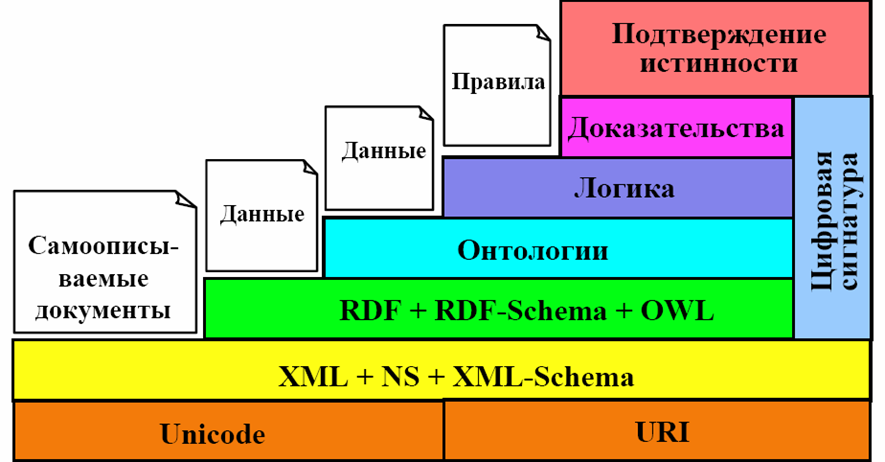 Подтверждение
истинности
Правила
Доказательства
Данные
Логика
Цифровая
сигнатура
Данные
Онтологии
Самоописы-
ваемые
документы
RDF + RDF-Schema + OWL
XML + NS + XML-Schema
Unicode
URI